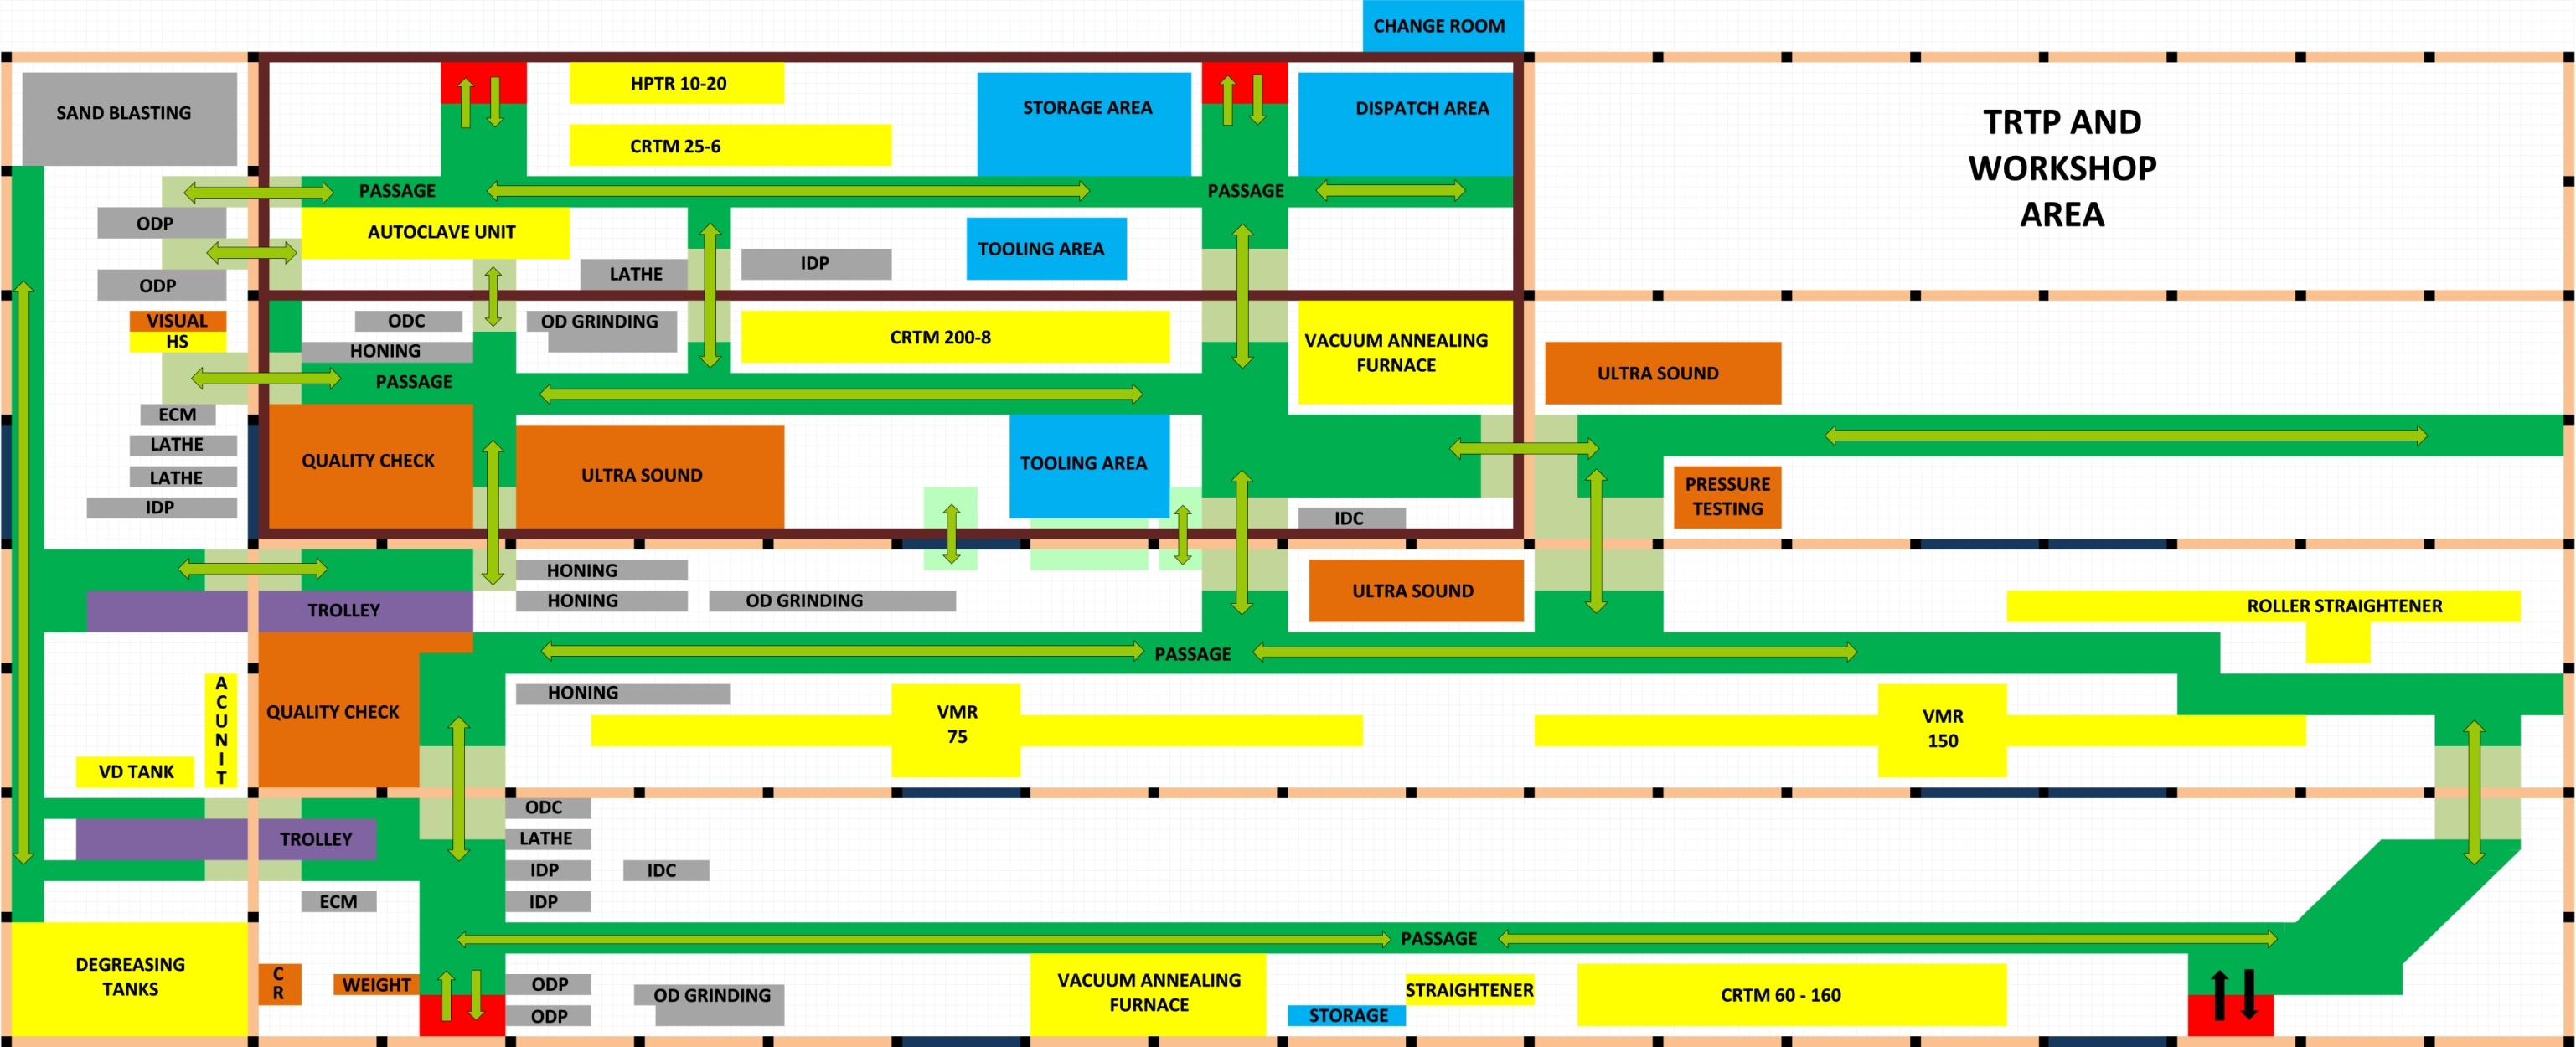 CHANGE ROOM
SAND BLASTING
HPTR 10-20
STORAGE AREA
DISPATCH AREA
CRTM 25-6
TRTP AND
WORKSHOP
AREA
PASSAGE
PASSAGE
ODP
AUTOCLAVE UNIT
TOOLING AREA
LATHE
IDP
ODP
VISUAL
HS
ODC
OD GRINDING
CRTM 200-8
VACUUM ANNEALING
FURNACE
HONING
PASSAGE
ULTRA SOUND
ECM
LATHE
LATHE
IDP
QUALITY CHECK
ULTRA SOUND
TOOLING AREA
IDC
PRESSURE
TESTING
HONING
HONING
OD GRINDING
ULTRA SOUND
TROLLEY
ROLLER STRAIGHTENER
PASSAGE
A
C
U
N
I
T
QUALITY CHECK
HONING
VMR
75
VMR
150
VD TANK
ODC
LATHE
TROLLEY
IDP
IDC
ECM
IDP
PASSAGE
DEGREASING
TANKS
C
R
WEIGHT
ODP
OD GRINDING
ODP
VACUUM ANNEALING
FURNACE
STRAIGHTENER
STORAGE
CRTM 60 - 160